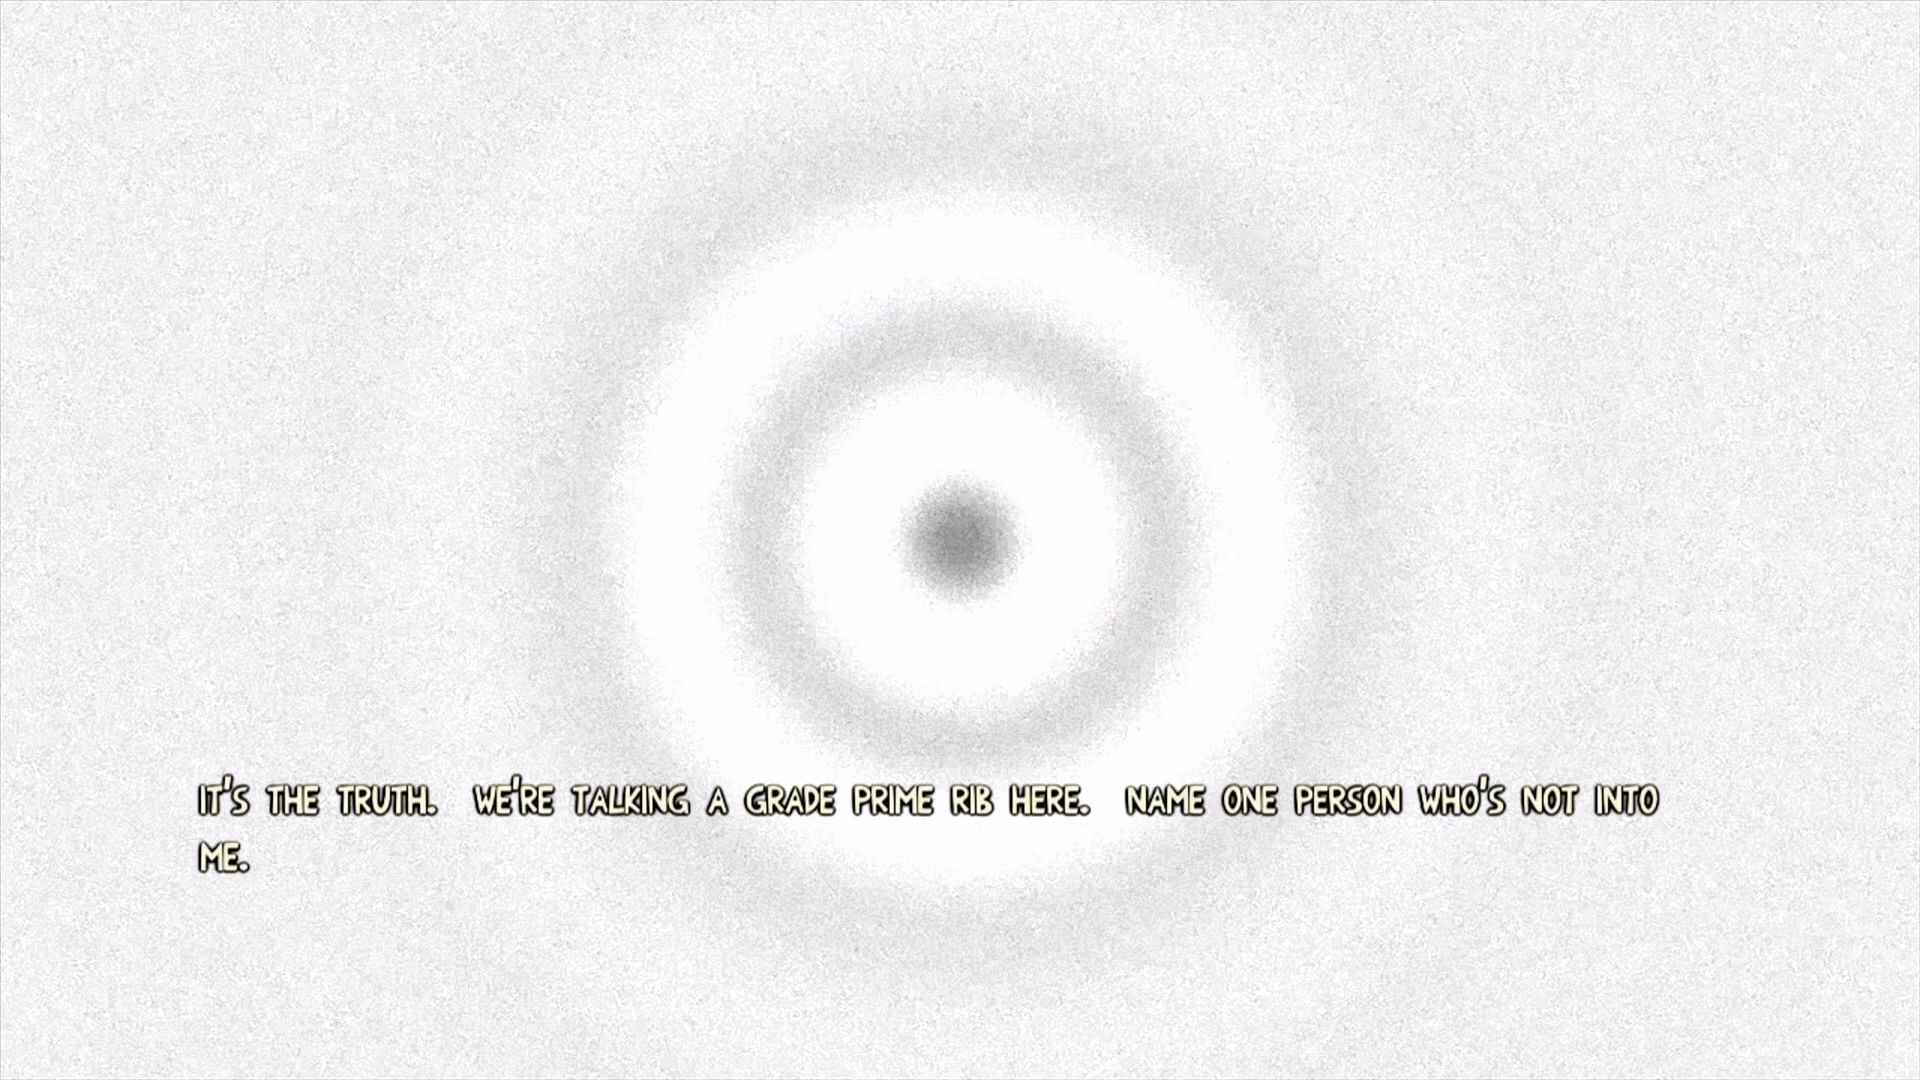 IT'S THE TRUTH.  WE'RE TALKING A GRADE PRIME RIB HERE.  NAME ONE PERSON WHO'S NOT INTO
ME.